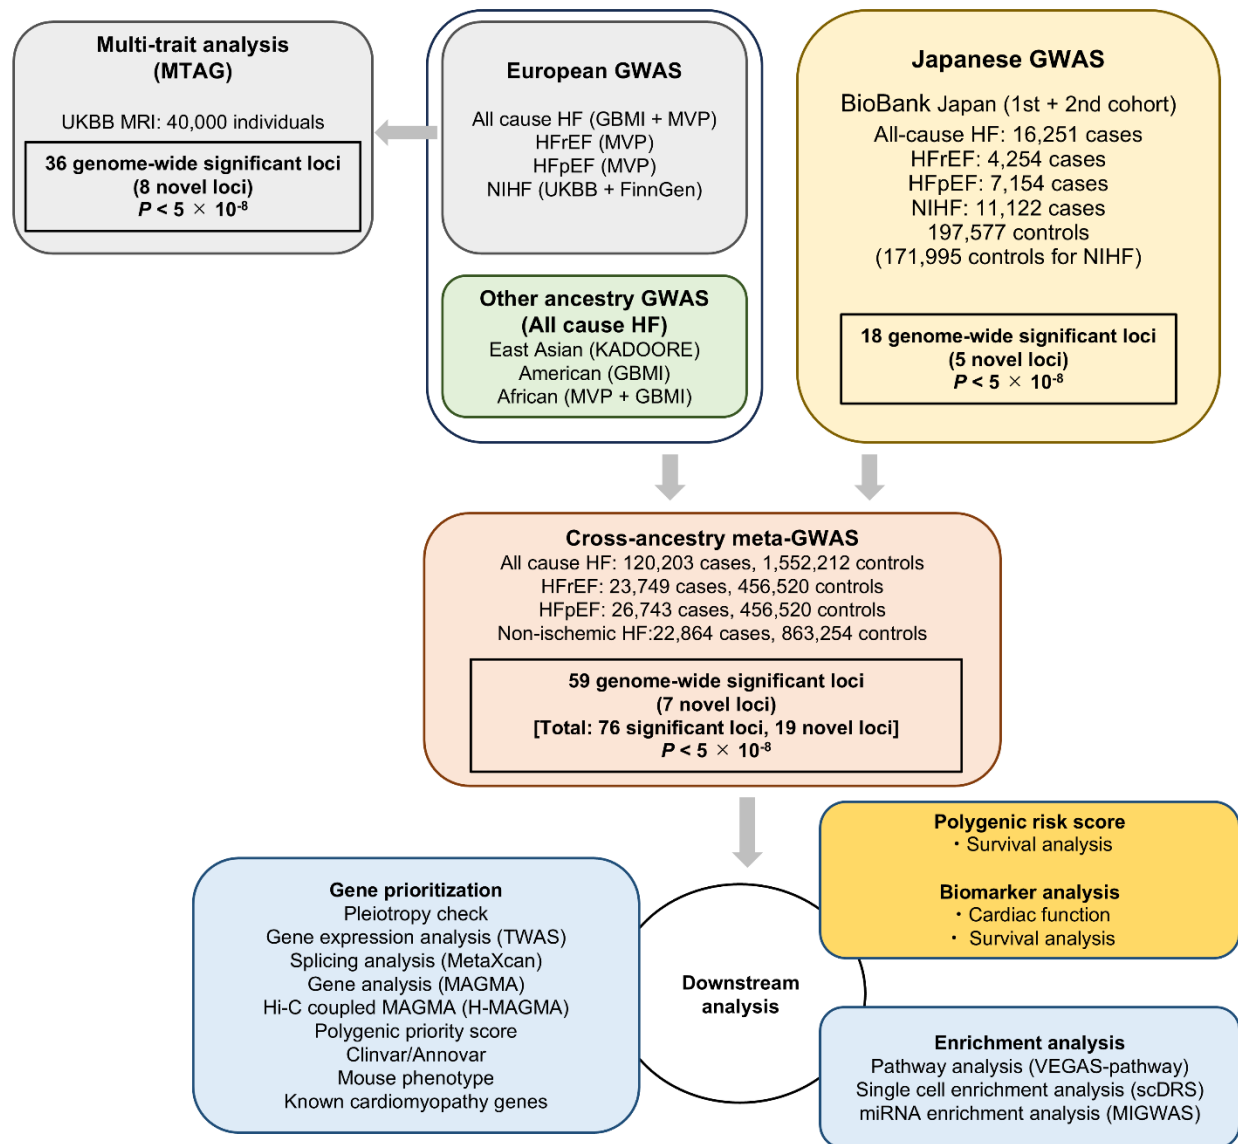 Multi-trait analysis
(MTAG)
UKBB MRI: 40,000 individuals
36 genome-wide significant loci
(8 novel loci)
P < 5 × 10-8
European GWAS
All cause HF (GBMI + MVP)
HFrEF (MVP)
HFpEF (MVP)
NIHF (UKBB + FinnGen)
Other ancestry GWAS
(All cause HF)
East Asian (KADOORE)
American (GBMI)
African (MVP + GBMI)
Japanese GWAS
BioBank Japan (1st + 2nd cohort)
All-cause HF: 16,251 cases
HFrEF: 4,254 cases
HFpEF: 7,154 cases
NIHF: 11,122 cases
197,577 controls
(171,995 controls for NIHF)
18 genome-wide significant loci
(5 novel loci)
P < 5 × 10-8
Cross-ancestry meta-GWAS
All cause HF: 120,203 cases, 1,552,212 controls
HFrEF: 23,749 cases, 456,520 controls
HFpEF: 26,743 cases, 456,520 controls
Non-ischemic HF:22,864 cases, 863,254 controls
59 genome-wide significant loci
(7 novel loci)
[Total: 76 significant loci, 19 novel loci]
P < 5 × 10-8
Gene prioritization
Pleiotropy check
Gene expression analysis (TWAS)
Splicing analysis (MetaXcan)
Gene analysis (MAGMA)
Hi-C coupled MAGMA (H-MAGMA)
Polygenic priority score
Clinvar/Annovar
Mouse phenotype
Known cardiomyopathy genes
Downstream
analysis
Polygenic risk score
・Survival analysis
Biomarker analysis
・Cardiac function
・Survival analysis
Enrichment analysis
Pathway analysis (VEGAS-pathway)
Single cell enrichment analysis (scDRS)
miRNA enrichment analysis (MIGWAS)